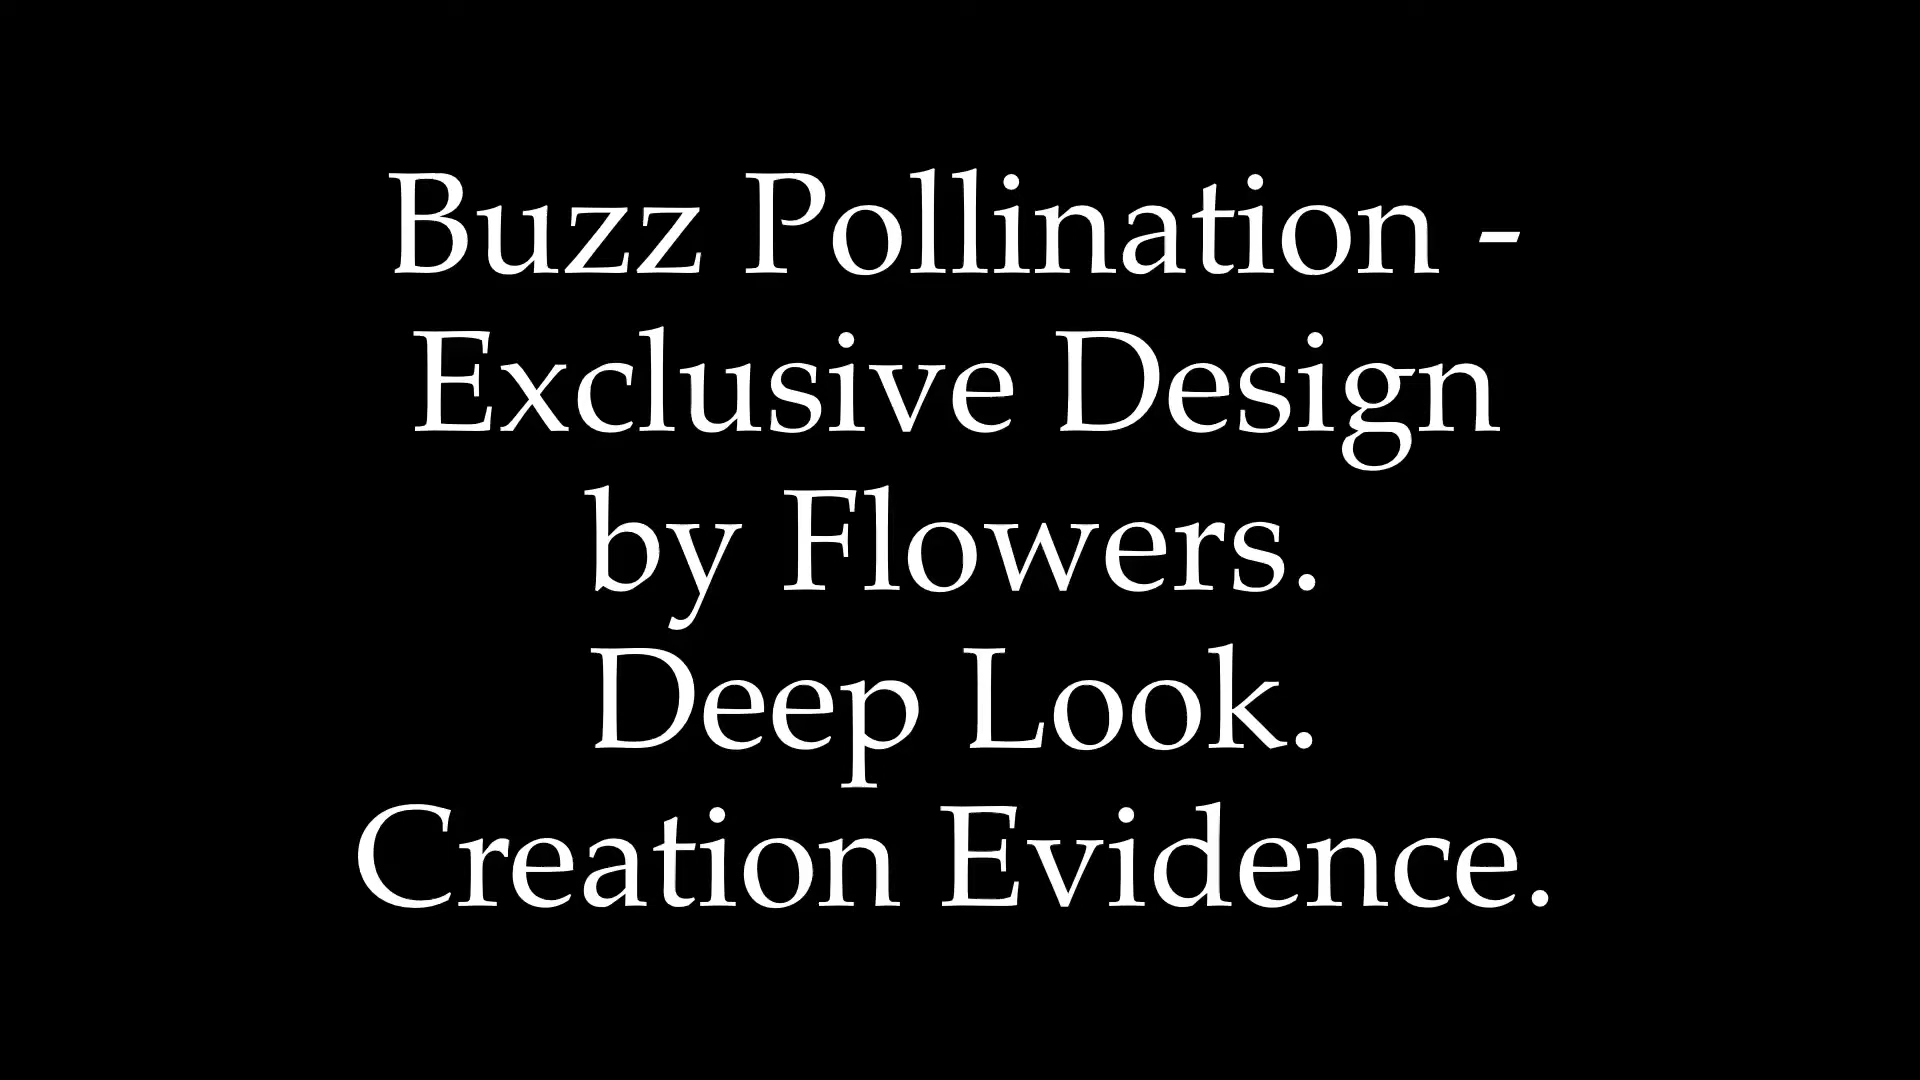 Buzz Pollination -
Exclusive Design
by Flowers.
Deep Look.
Creation Evidence.